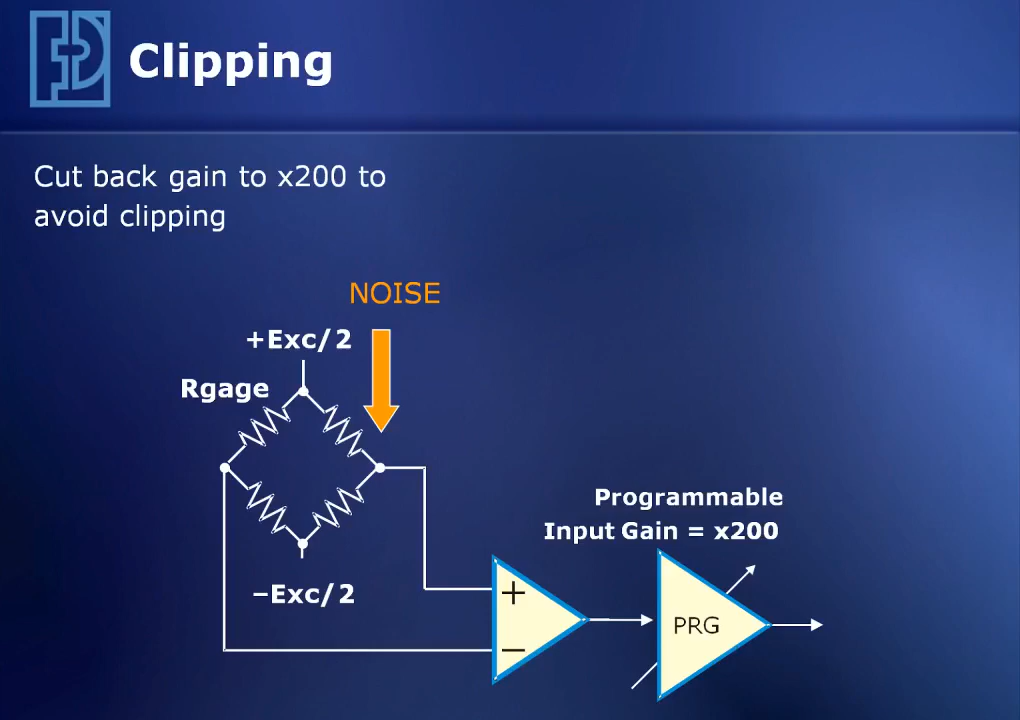 Clipping
Cut back gain to x200 to
avoid clipping
NOISE
+Exc/2
Rgage
Programmable
Input Gain = x200
–Exc/2
+
PRG
–